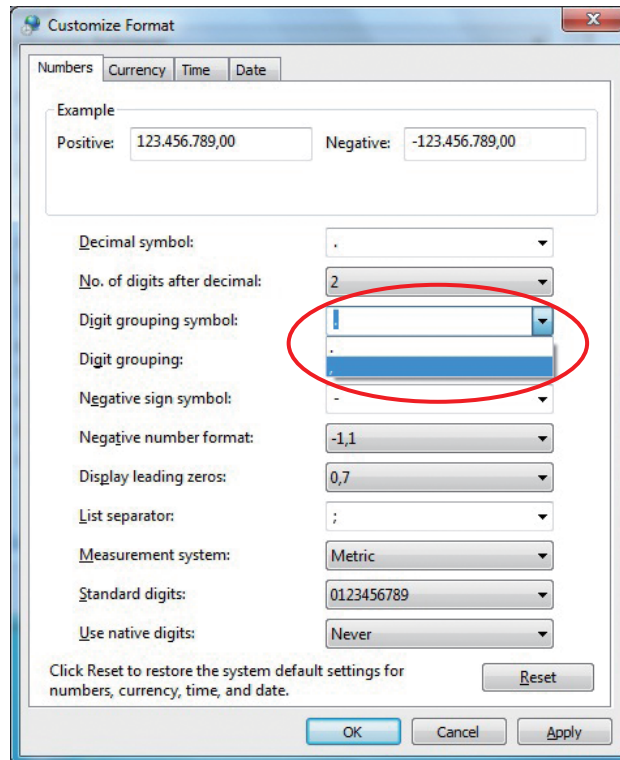 Customize Format
Numbers Currency Time Date
Example
Positive: 123.456.789,00 Negative: -123.456.789,00
Decimal symbol: .
No. of digits after decimal: 2
Digit grouping symbol: .
.
Digit grouping: ,
Negative sign symbol: -
Negative number format: -1,1
Display leading zeros: 0,7
List separator: ;
Measurement system: Metric
Standard digits: 0123456789
Use native digits: Never
Click Reset to restore the system default settings for
numbers, currency, time, and date.
Reset
OK Cancel Apply